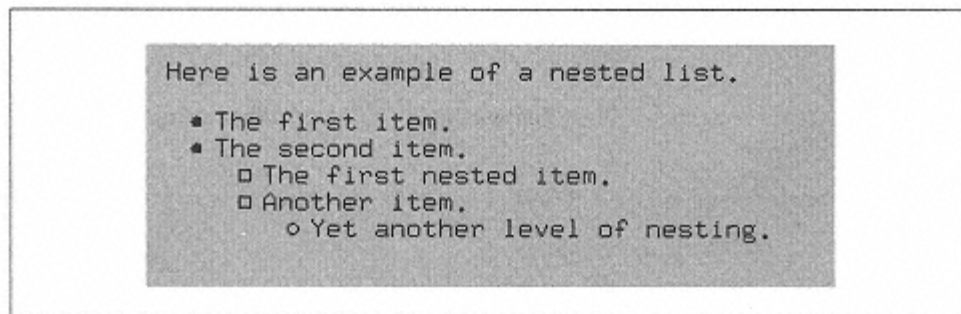 Here is an example of a nested list.
• The first item.
• The second item.
□ The first nested item.
□ Another item.
○ Yet another level of nesting.